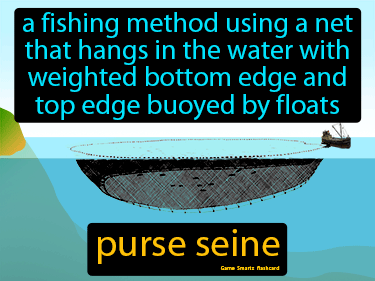 a fishing method using a net
that hangs in the water with
weighted bottom edge and
top edge buoyed by floats
purse seine
Game Smartz flashcard